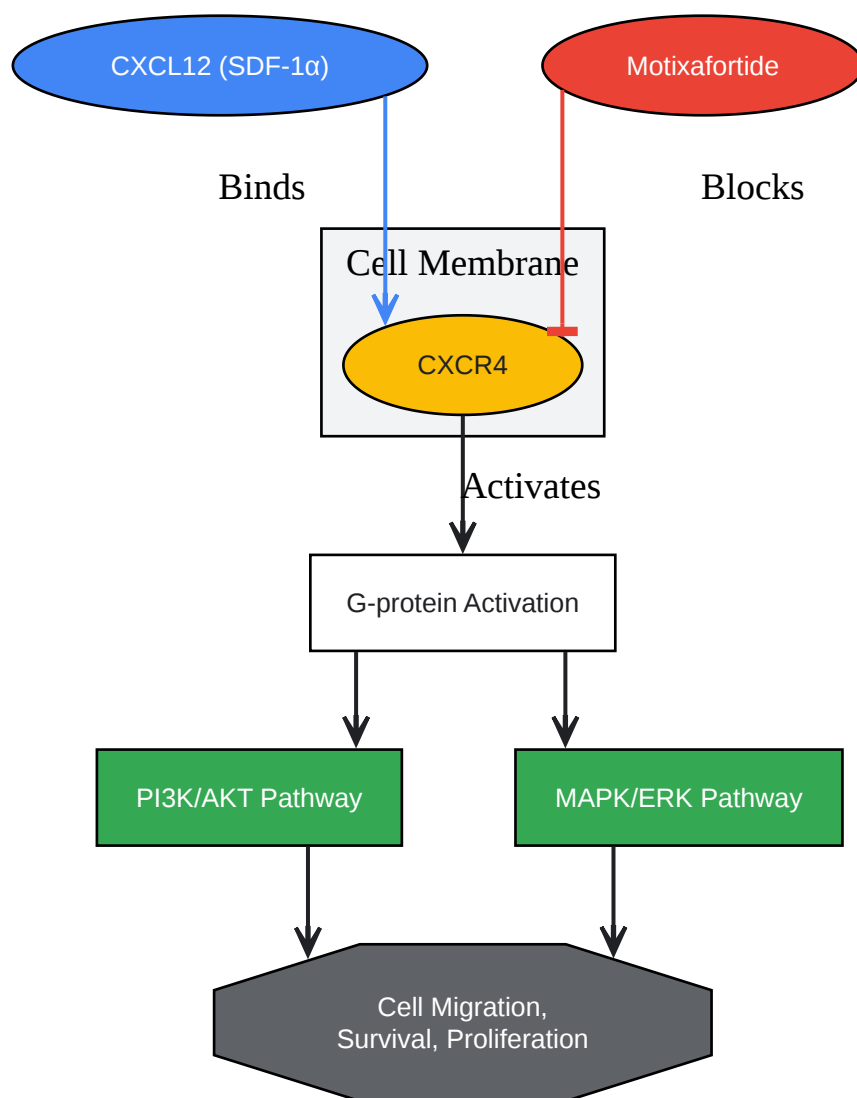 CXCL12 (SDF-1α)
Motixafortide
Binds
Blocks
Cell Membrane
CXCR4
Activates
G-protein Activation
PI3K/AKT Pathway
MAPK/ERK Pathway
Cell Migration,
Survival, Proliferation